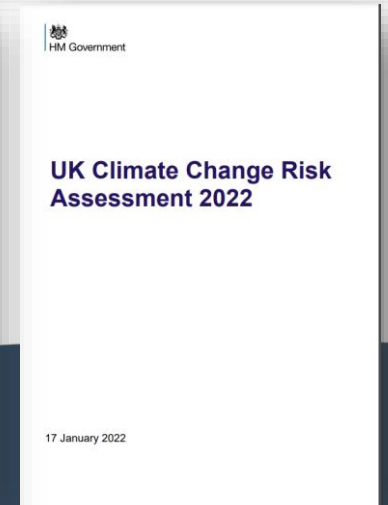 HM Government
UK Climate Change Risk
Assessment 2022
17 January 2022